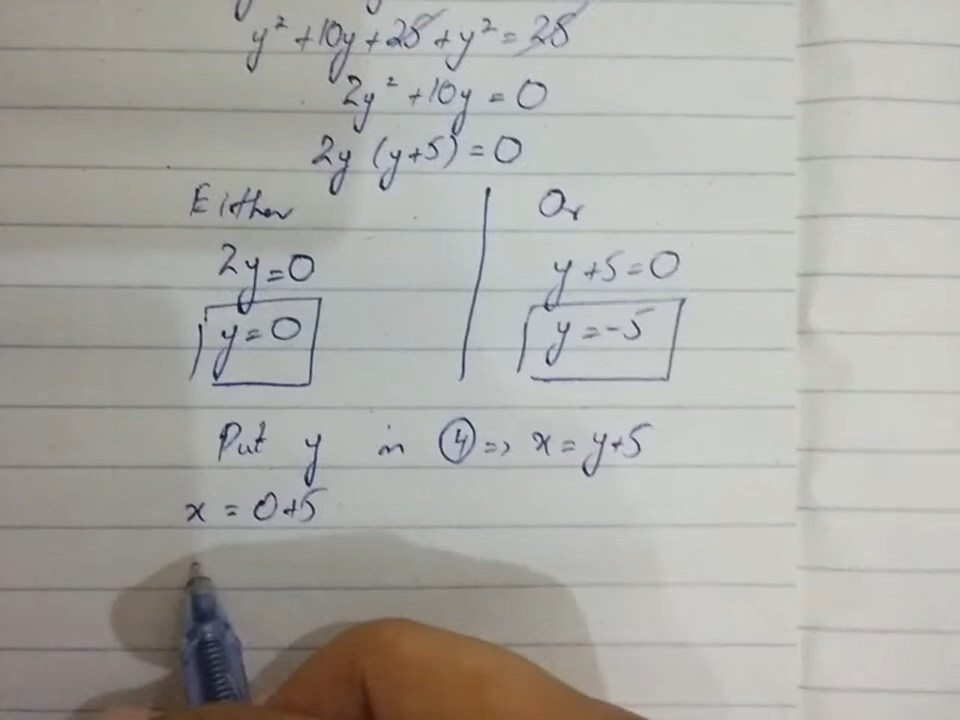 y² + 10y + 25 + y² = 25
2y² + 10y = 0
2y (y+5) = 0
Either Or
2y = 0 y + 5 = 0
y = 0 y = -5
Put y in ④ => x = y+5
x = 0+5